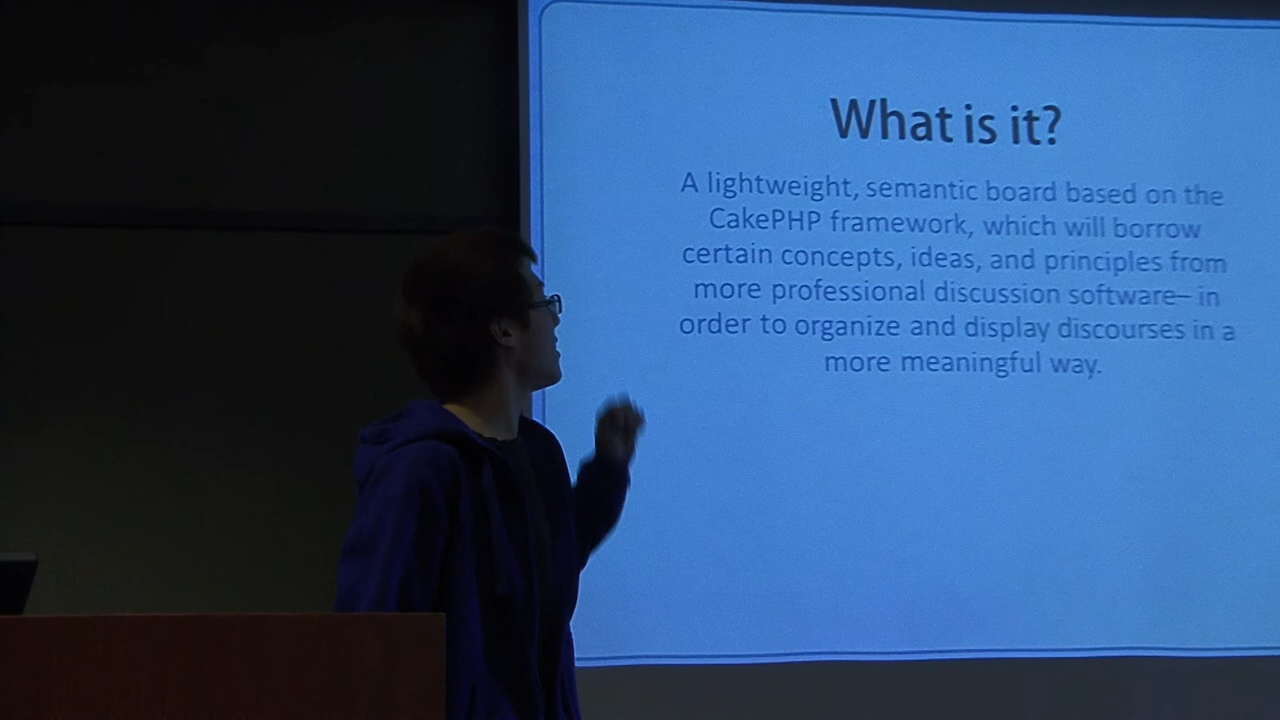 What is it?
A lightweight, semantic board based on the
CakePHP framework, which will borrow
certain concepts, ideas, and principles from
more professional discussion software– in
order to organize and display discourses in a
more meaningful way.